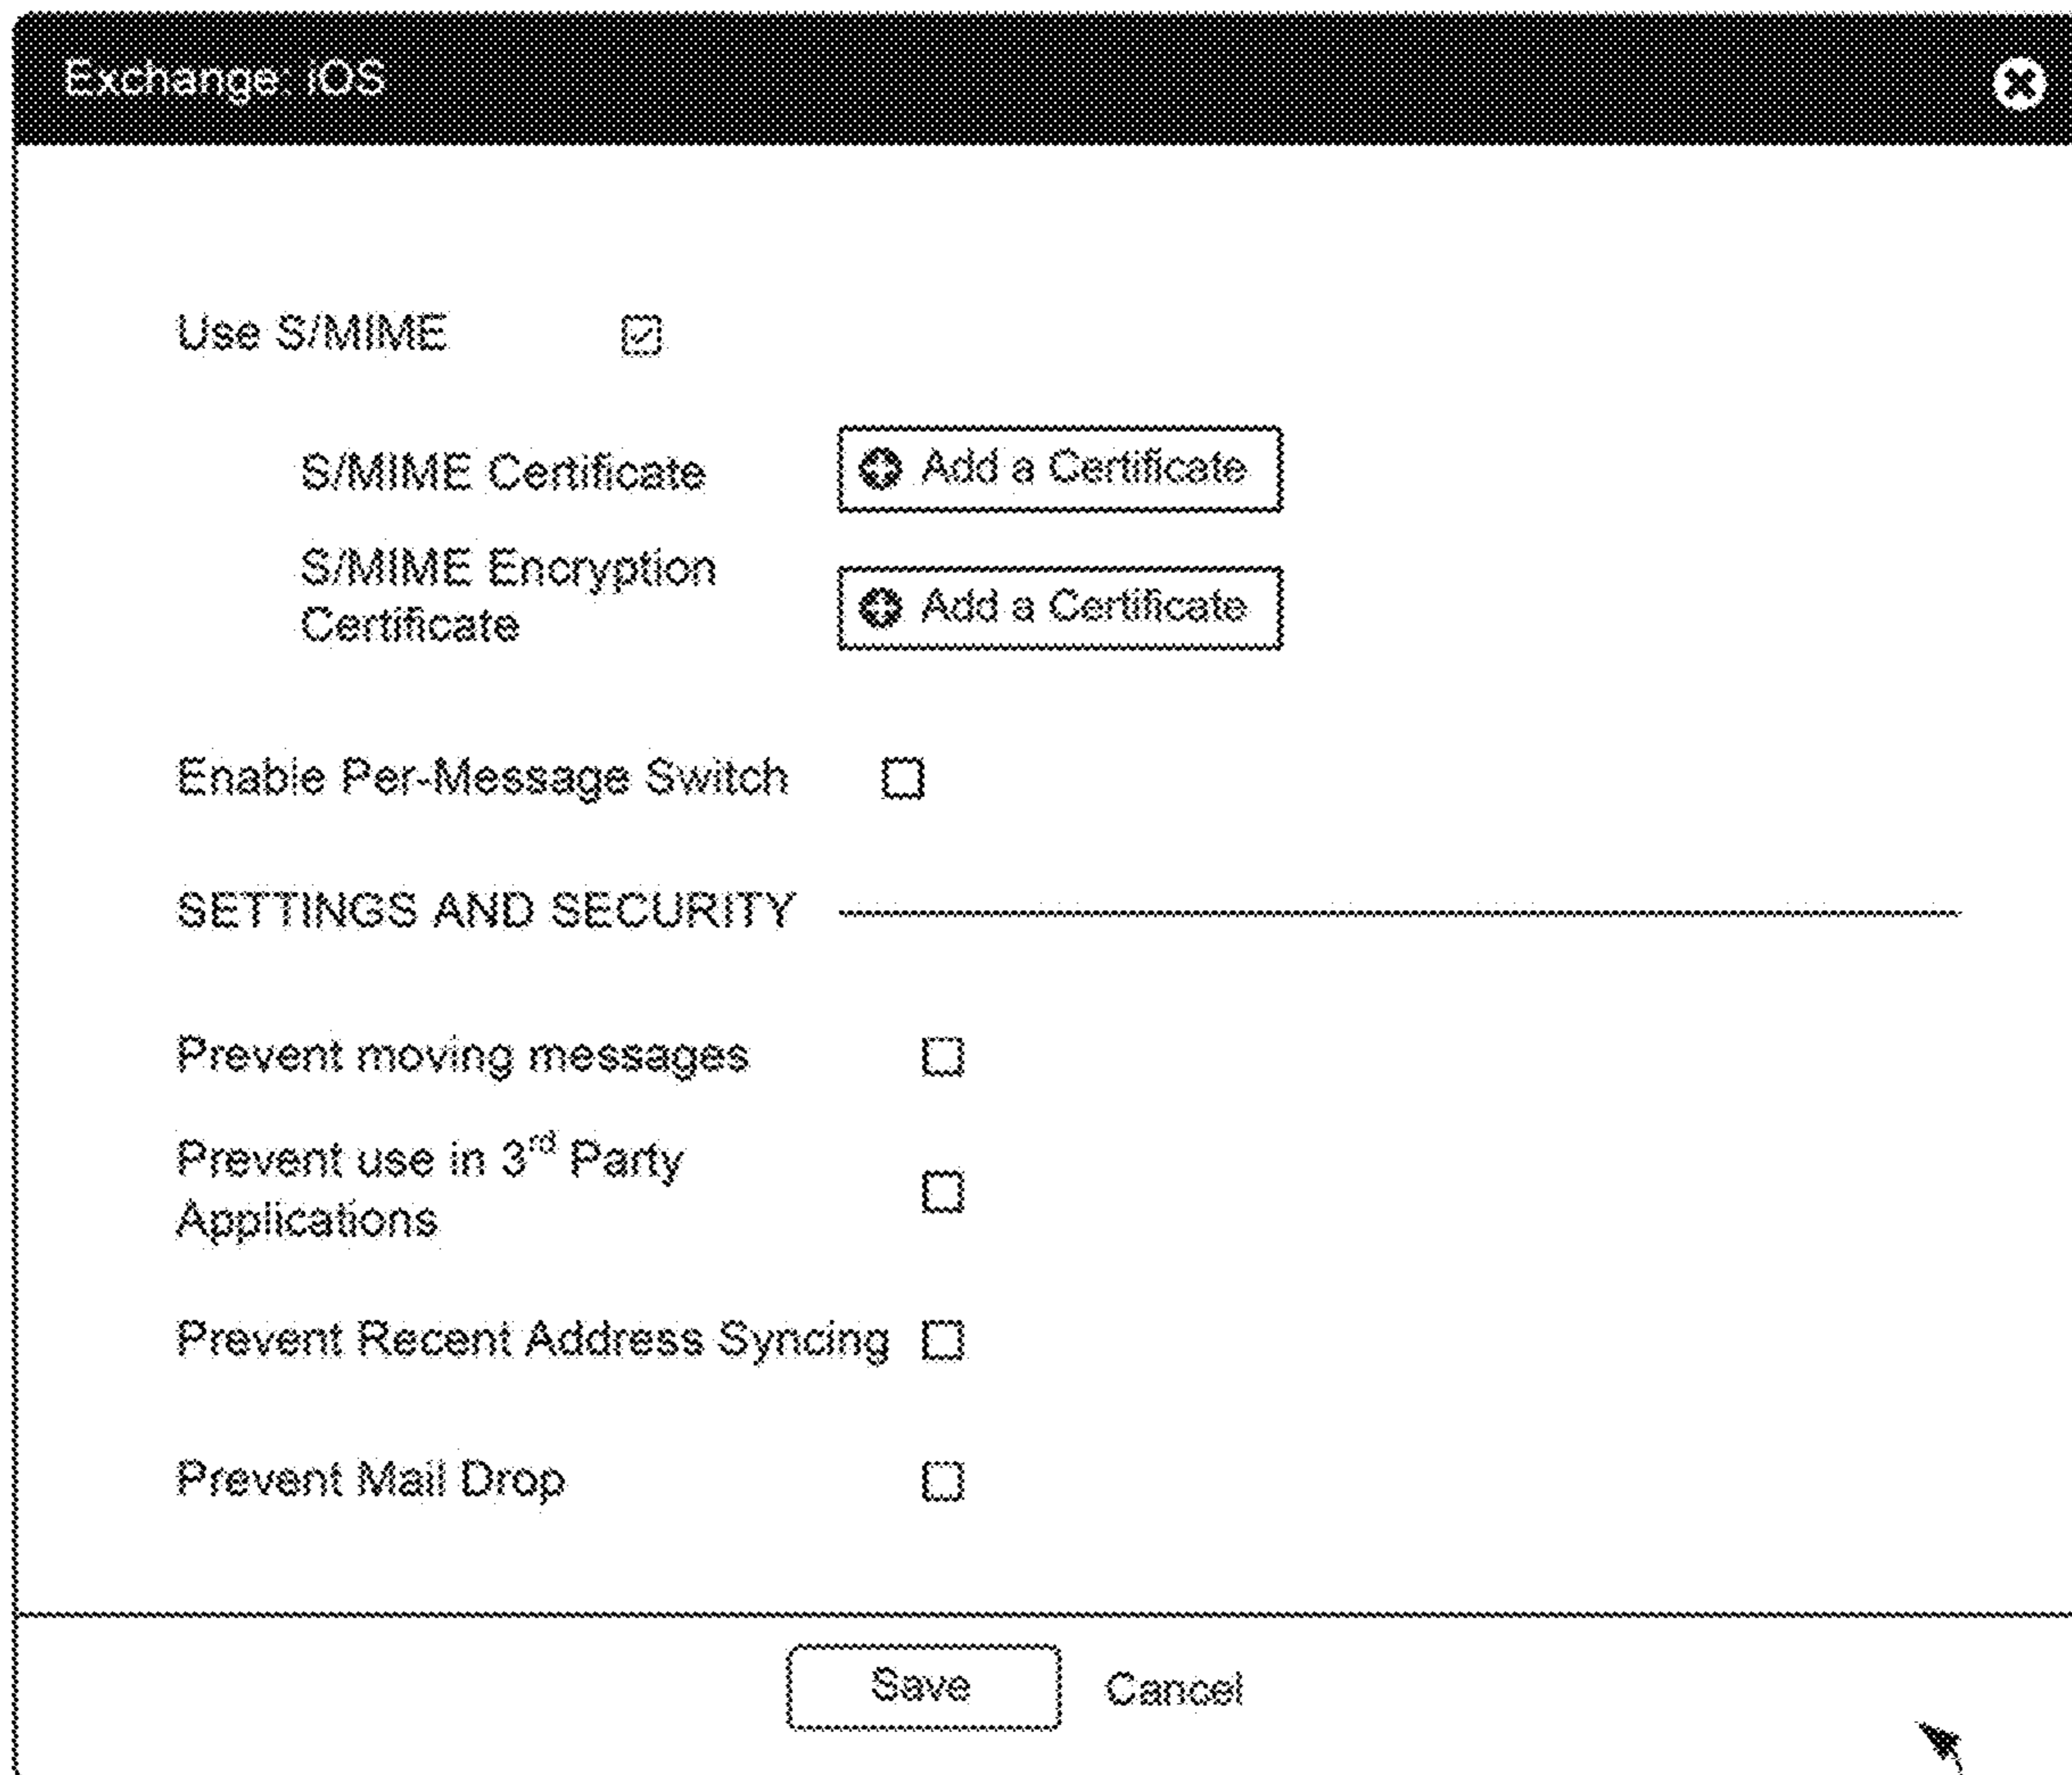 Exchange: iOS
Use S/MIME
S/MIME Certificate
Add a Certificate
S/MIME Encryption
Certificate
Add a Certificate
Enable Per-Message Switch
SETTINGS AND SECURITY
Prevent moving messages
Prevent use in 3rd Party
Applications
Prevent Recent Address Syncing
Prevent Mail Drop
Save
Cancel